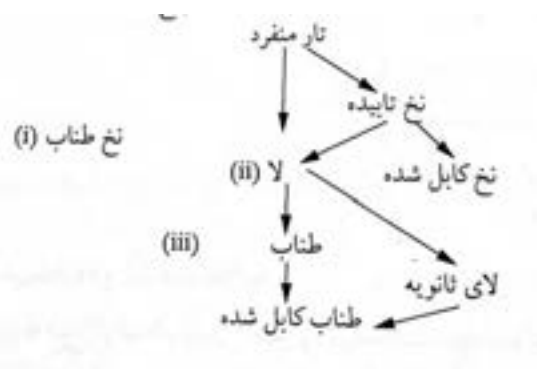 تار منفرد
نخ تابیده
نخ طناب (i)
لا (ii)
نخ کابل شده
طناب
(iii)
لای ثانویه
طناب کابل شده